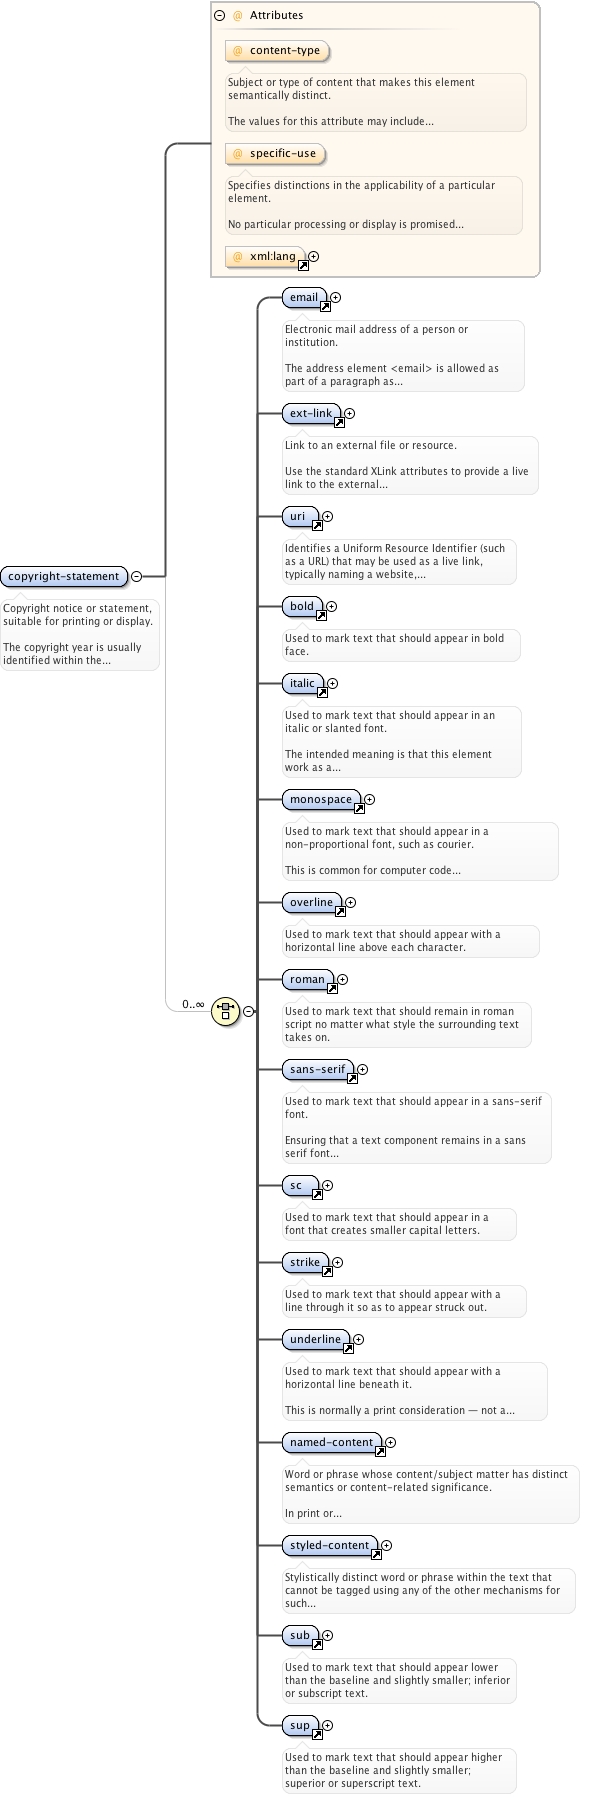 @ Attributes
@ content-type
Subject or type of content that makes this element
semantically distinct.
The values for this attribute may include...
@ specific-use
Specifies distinctions in the applicability of a particular
element.
No particular processing or display is promised...
@ xml:lang
email
Electronic mail address of a person or
institution.
The address element <email> is allowed as
part of a paragraph as...
ext-link
Link to an external file or resource.
Use the standard XLink attributes to provide a live
link to the external...
uri
Identifies a Uniform Resource Identifier (such
as a URL) that may be used as a live link,
typically naming a website,...
copyright-statement
Copyright notice or statement,
suitable for printing or display.
The copyright year is usually
identified within the...
bold
Used to mark text that should appear in bold
face.
italic
Used to mark text that should appear in an
italic or slanted font.
The intended meaning is that this element
work as a...
monospace
Used to mark text that should appear in a
non-proportional font, such as courier.
This is common for computer code...
overline
Used to mark text that should appear with a
horizontal line above each character.
roman
Used to mark text that should remain in roman
script no matter what style the surrounding text
takes on.
0..∞
sans-serif
Used to mark text that should appear in a sans-serif
font.
Ensuring that a text component remains in a sans
serif font...
sc
Used to mark text that should appear in a
font that creates smaller capital letters.
strike
Used to mark text that should appear with a
line through it so as to appear struck out.
underline
Used to mark text that should appear with a
horizontal line beneath it.
This is normally a print consideration — not a...
named-content
Word or phrase whose content/subject matter has distinct
semantics or content-related significance.
In print or...
styled-content
Stylistically distinct word or phrase within the text that
cannot be tagged using any of the other mechanisms for
such...
sub
Used to mark text that should appear lower
than the baseline and slightly smaller; inferior
or subscript text.
sup
Used to mark text that should appear higher
than the baseline and slightly smaller;
superior or superscript text.